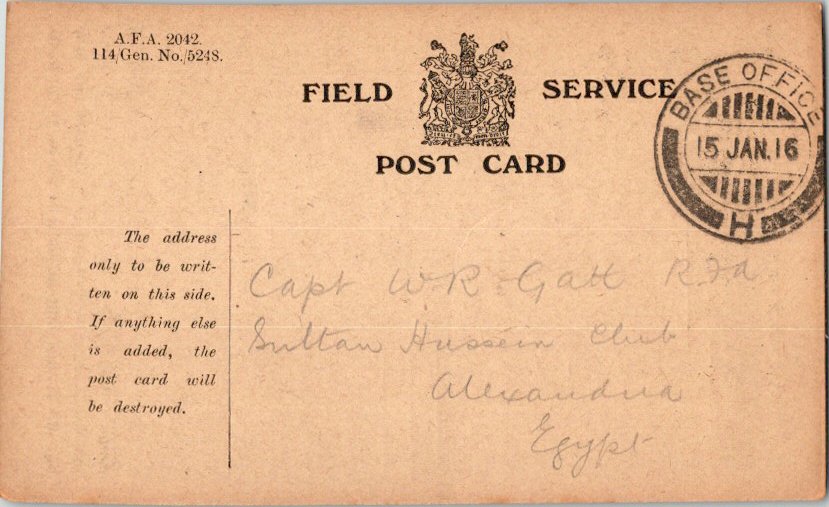 A.F.A. 2042.
114/Gen. No./5248.
FIELD SERVICE
POST CARD
BASE OFFICE
15 JAN.16
H
The address
only to be writ-
ten on this side.
If anything else
is added, the
post card will
be destroyed.
Capt W R Gatt
Sultan Hussein Club
Alexandria
Egypt